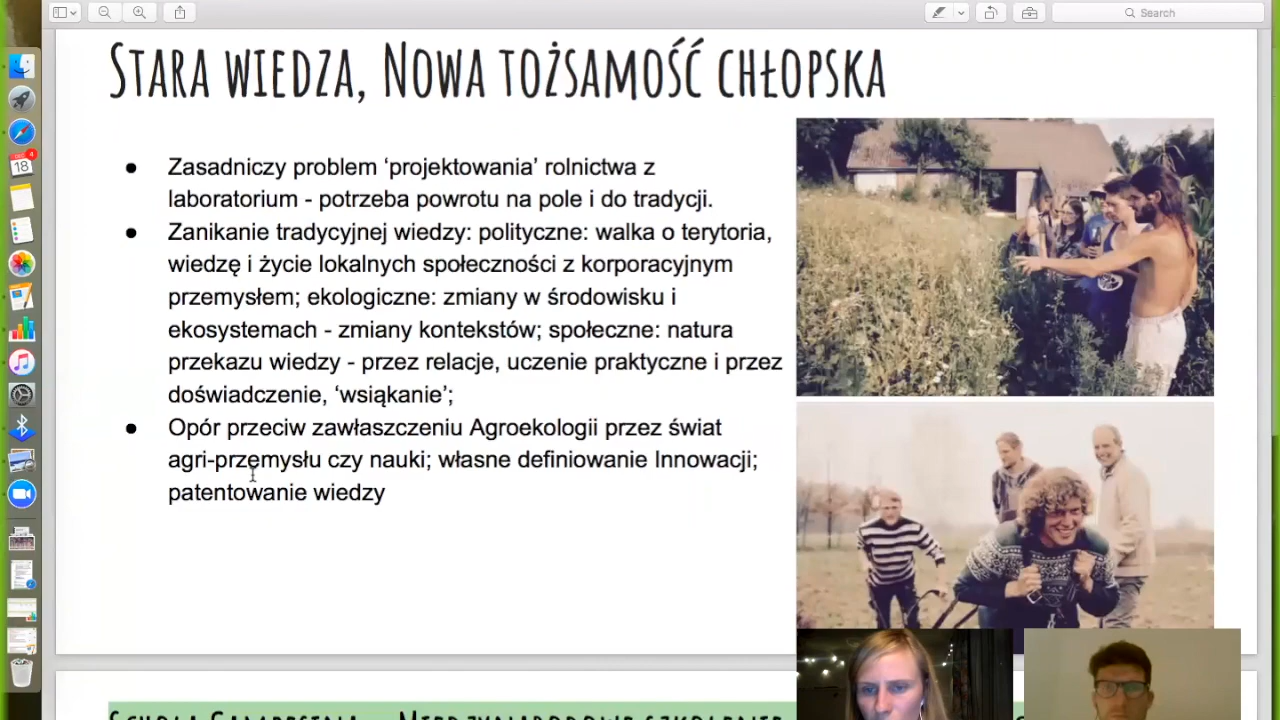 Search
18
4
STARA WIEDZA, NOWA TOŻSAMOŚĆ CHŁOPSKA
● Zasadniczy problem ‘projektowania’ rolnictwa z
laboratorium - potrzeba powrotu na pole i do tradycji.
● Zanikanie tradycyjnej wiedzy: polityczne: walka o terytoria,
wiedzę i życie lokalnych społeczności z korporacyjnym
przemysłem; ekologiczne: zmiany w środowisku i
ekosystemach - zmiany kontekstów; społeczne: natura
przekazu wiedzy - przez relacje, uczenie praktyczne i przez
doświadczenie, ‘wsiąkanie’;
● Opór przeciw zawłaszczeniu Agroekologii przez świat
agri-przemysłu czy nauki; własne definiowanie Innowacji;
patentowanie wiedzy